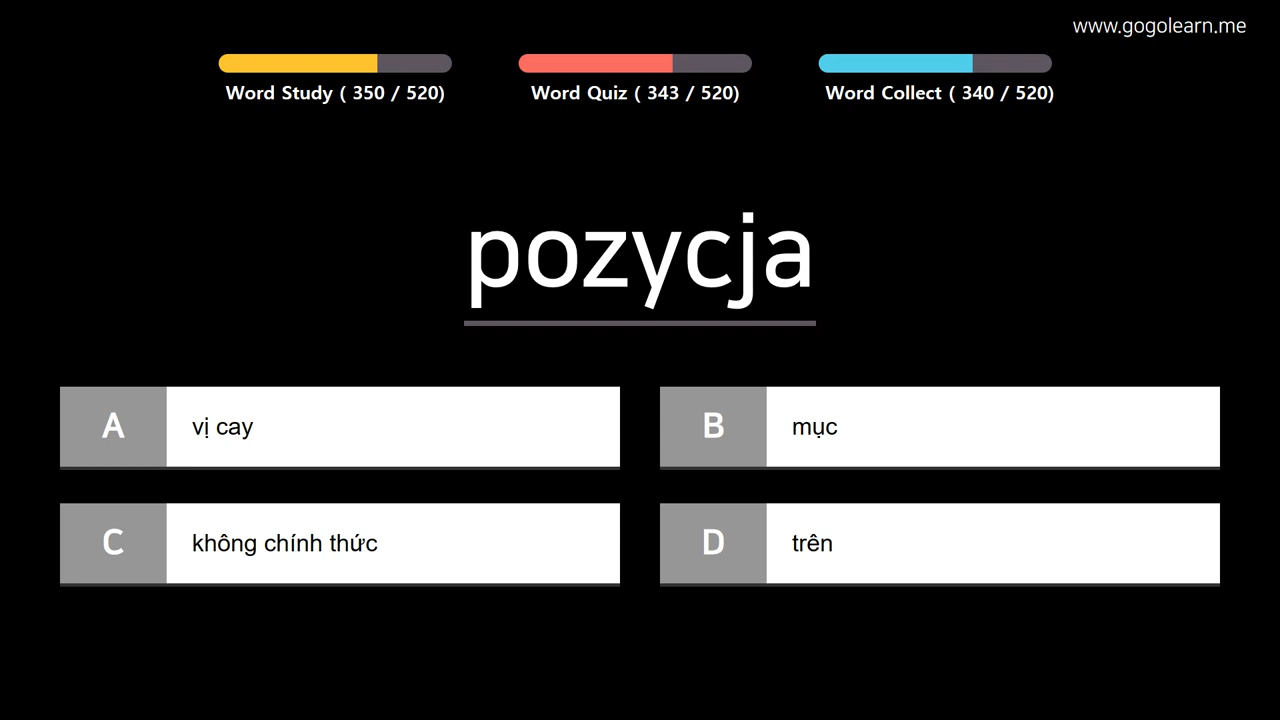 www.gogolearn.me
Word Study ( 350 / 520)
Word Quiz ( 343 / 520)
Word Collect ( 340 / 520)
pozycja
A vị cay
B mục
C không chính thức
D trên